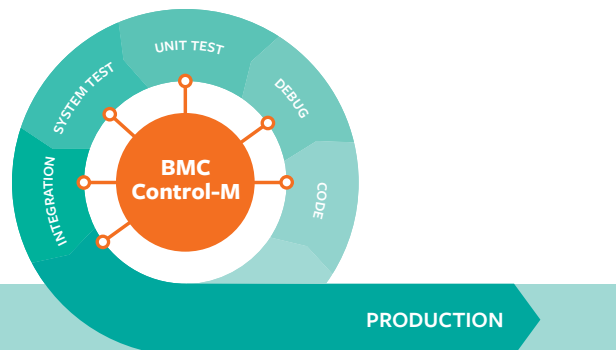 UNIT TEST
SYSTEM TEST
DEBUG
BMC
Control-M
INTEGRATION
CODE
PRODUCTION